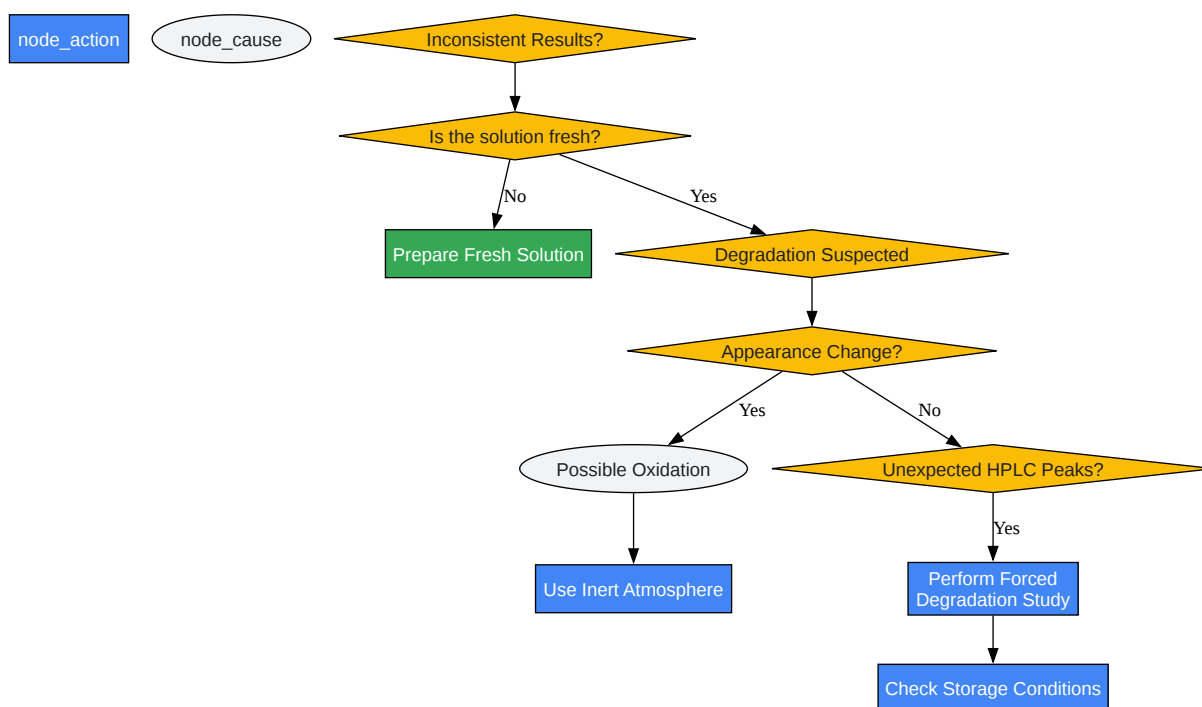 node_action
node_cause
Inconsistent Results?
Is the solution fresh?
No
Yes
Prepare Fresh Solution
Degradation Suspected
Appearance Change?
Yes
No
Possible Oxidation
Unexpected HPLC Peaks?
Yes
Use Inert Atmosphere
Perform Forced
Degradation Study
Check Storage Conditions